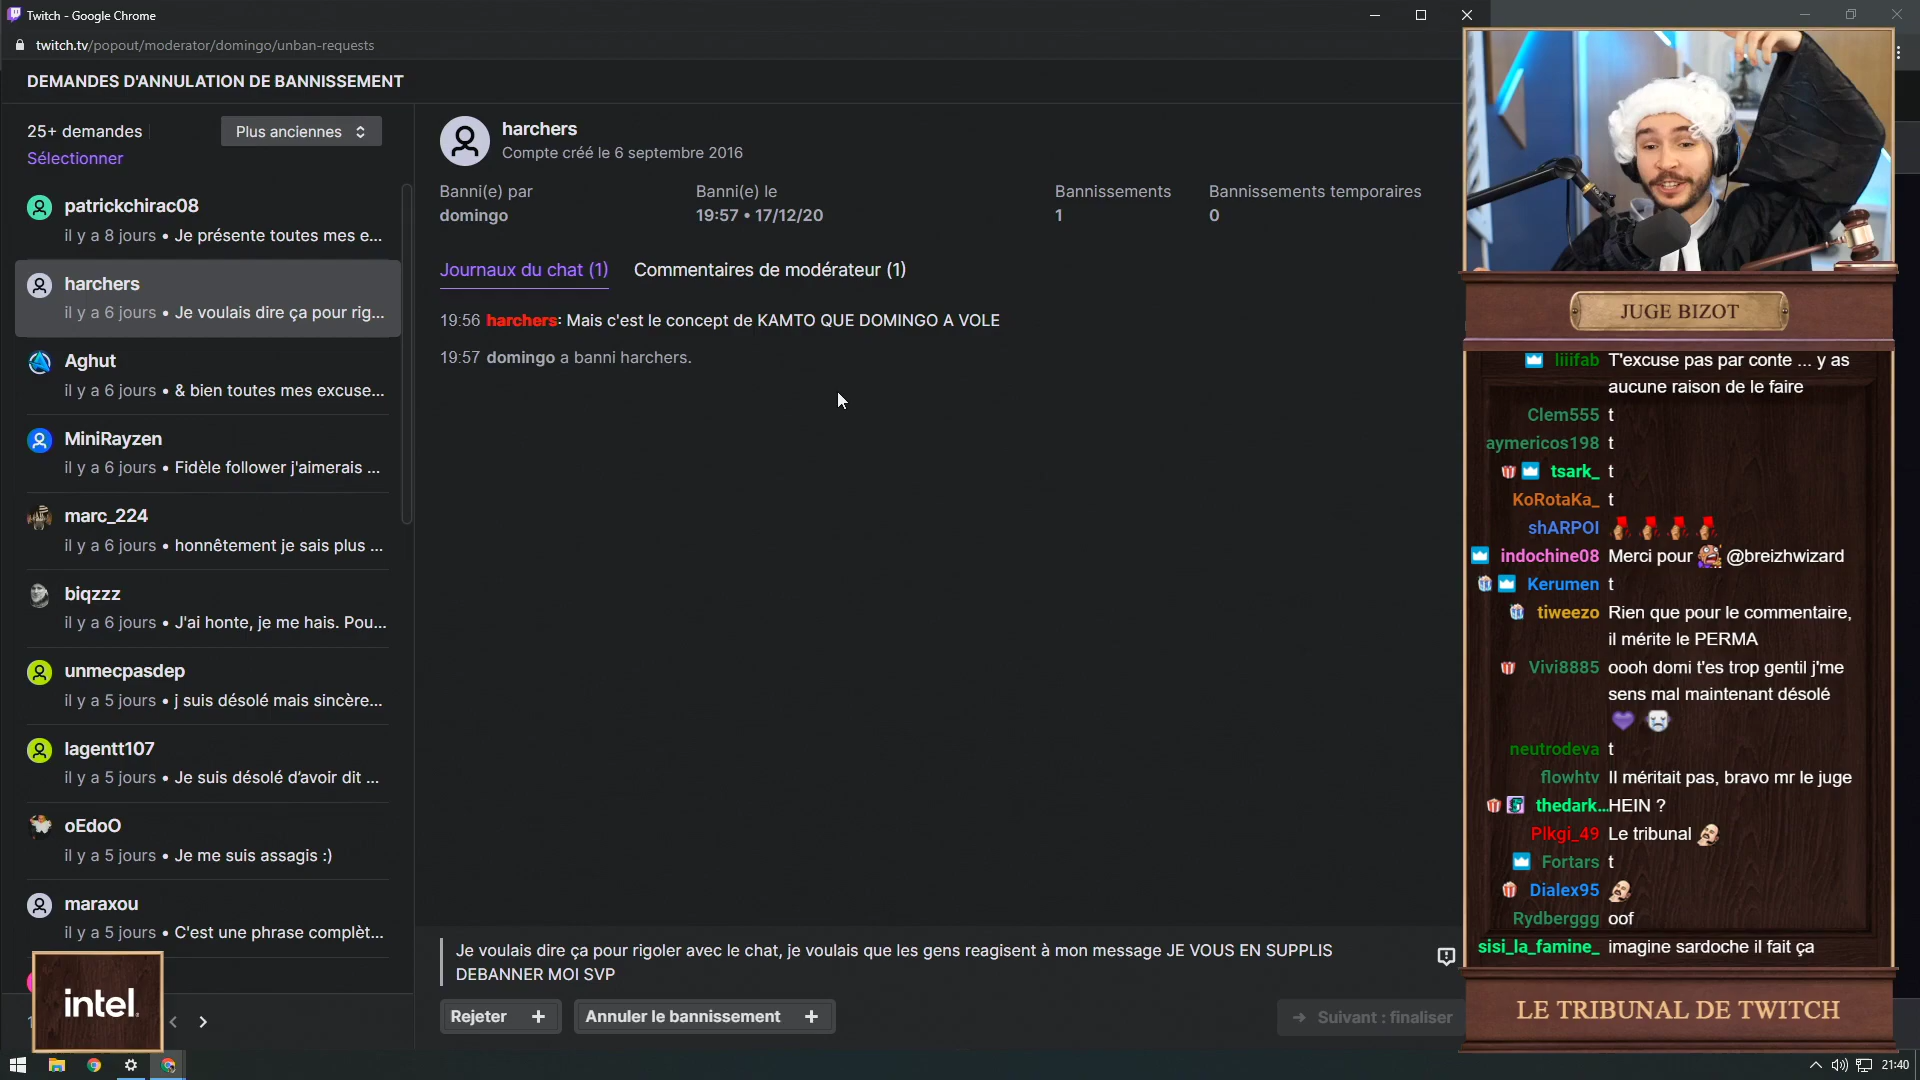 Twitch - Google Chrome
twitch.tv/popout/moderator/domingo/unban-requests
DEMANDES D'ANNULATION DE BANNISSEMENT
25+ demandes
Plus anciennes
Sélectionner
patrickchirac08
il y a 8 jours • Je présente toutes mes e...
harchers
il y a 6 jours • Je voulais dire ça pour rig...
Aghut
il y a 6 jours • & bien toutes mes excuse...
MiniRayzen
il y a 6 jours • Fidèle follower j'aimerais ...
marc_224
il y a 6 jours • honnêtement je sais plus ...
biqzzz
il y a 6 jours • J'ai honte, je me hais. Pou...
unmecpasdep
il y a 5 jours • j suis désolé mais sincère...
lagentt107
il y a 5 jours • Je suis désolé d'avoir dit ...
oEdoO
il y a 5 jours • Je me suis assagis :)
maraxou
il y a 5 jours • C'est une phrase complèt...
intel.
harchers
Compte créé le 6 septembre 2016
Banni(e) par
domingo
Banni(e) le
19:57 • 17/12/20
Bannissements
1
Bannissements temporaires
0
Journaux du chat (1)
Commentaires de modérateur (1)
19:56 harchers: Mais c'est le concept de KAMTO QUE DOMINGO A VOLE
19:57 domingo a banni harchers.
Je voulais dire ça pour rigoler avec le chat, je voulais que les gens reagisent à mon message JE VOUS EN SUPPLIS
DEBANNER MOI SVP
Rejeter +
Annuler le bannissement +
→ Suivant : finaliser
JUGE BIZOT
liiifab T'excuse pas par conte ... y as
aucune raison de le faire
Clem555 t
aymericos198 t
tsark_ t
KoRotaKa_ t
shARPOI
indochine08 Merci pour @breizhwizard
Kerumen t
tiweezo Rien que pour le commentaire,
il mérite le PERMA
Vivi8885 oooh domi t'es trop gentil j'me
sens mal maintenant désolé
neutrodeva t
flowhtv Il méritait pas, bravo mr le juge
thedark...HEIN ?
Plkgi_49 Le tribunal
Fortars t
Dialex95
Rydberggg oof
sisi_la_famine_ imagine sardoche il fait ça
LE TRIBUNAL DE TWITCH
21:40